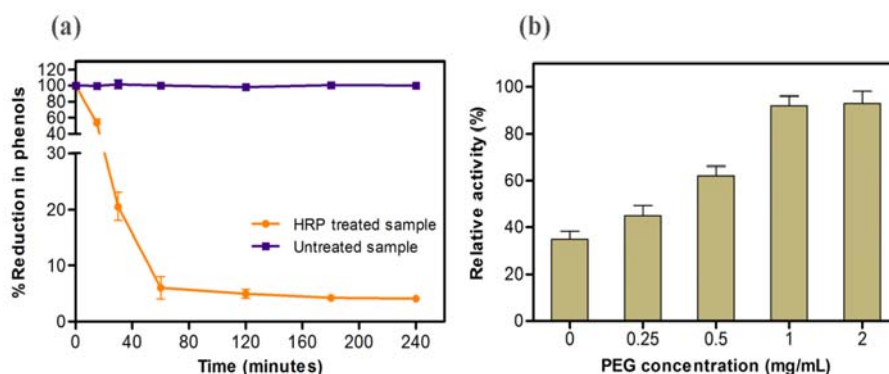 (a)
(b)
% Reduction in phenols
120
100
80
60
40
30
20
10
0
HRP treated sample
Untreated sample
0 40 80 120 160 200 240
Time (minutes)
Relative activity (%)
100
80
60
40
20
0
0 0.25 0.5 1 2
PEG concentration (mg/mL)